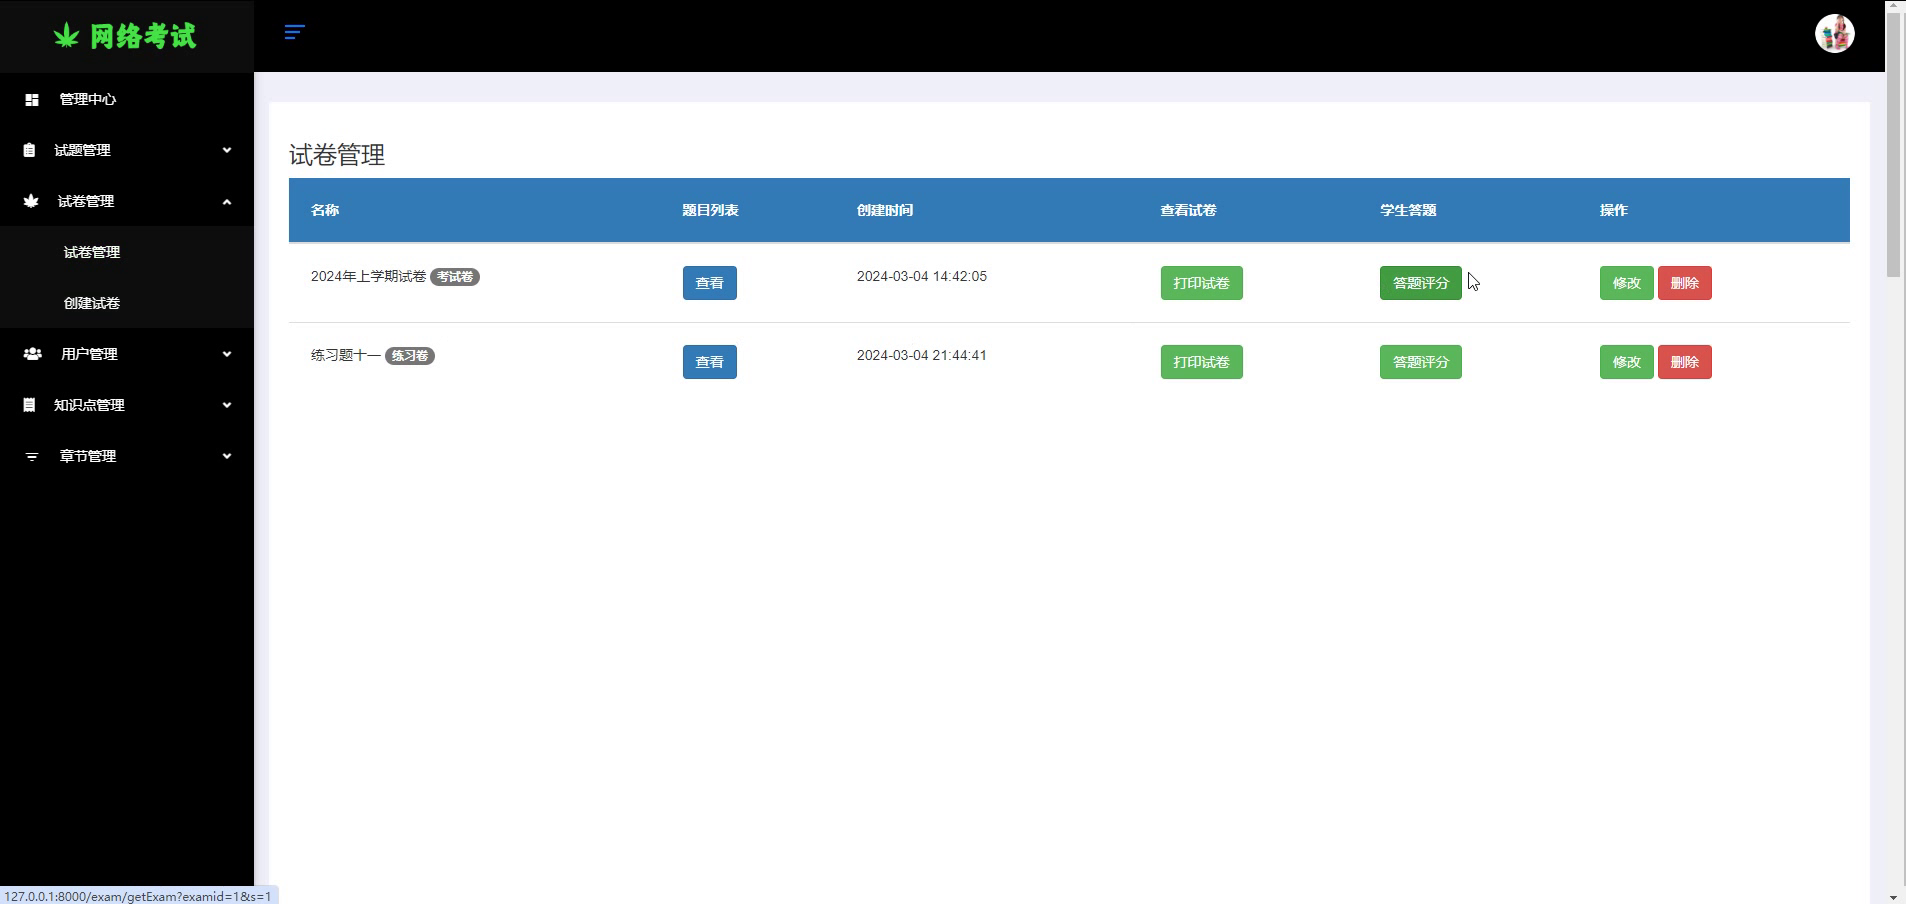 网络考试
管理中心
试题管理
试卷管理
试卷管理
创建试卷
用户管理
知识点管理
章节管理
试卷管理
名称 题目列表 创建时间 查看试卷 学生答题 操作
2024年上学期试卷 考试卷 查看 2024-03-04 14:42:05 打印试卷 答题评分 修改 删除
练习题十一 练习卷 查看 2024-03-04 21:44:41 打印试卷 答题评分 修改 删除
127.0.0.1:8000/exam/getExam?examid=1&s=1